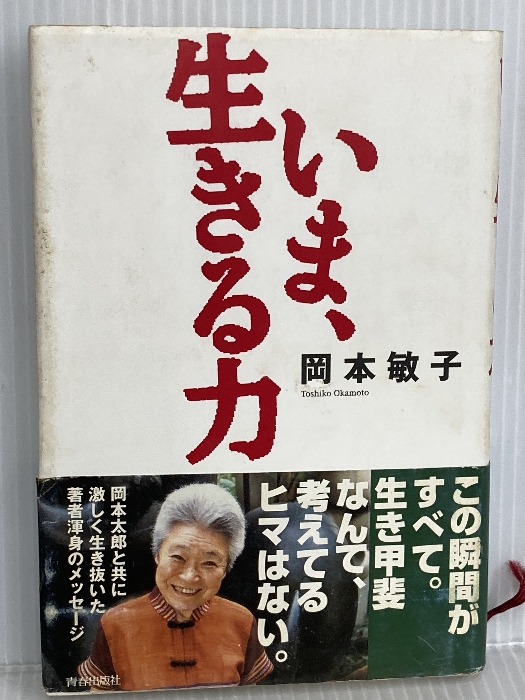 いま、
生きる力
岡本敏子
Toshiko Okamoto
この瞬間が
すべて。
生き甲斐
なんて、
考えてる
ヒマはない。
岡本太郎と共に
激しく生き抜いた
著者渾身のメッセージ
青春出版社